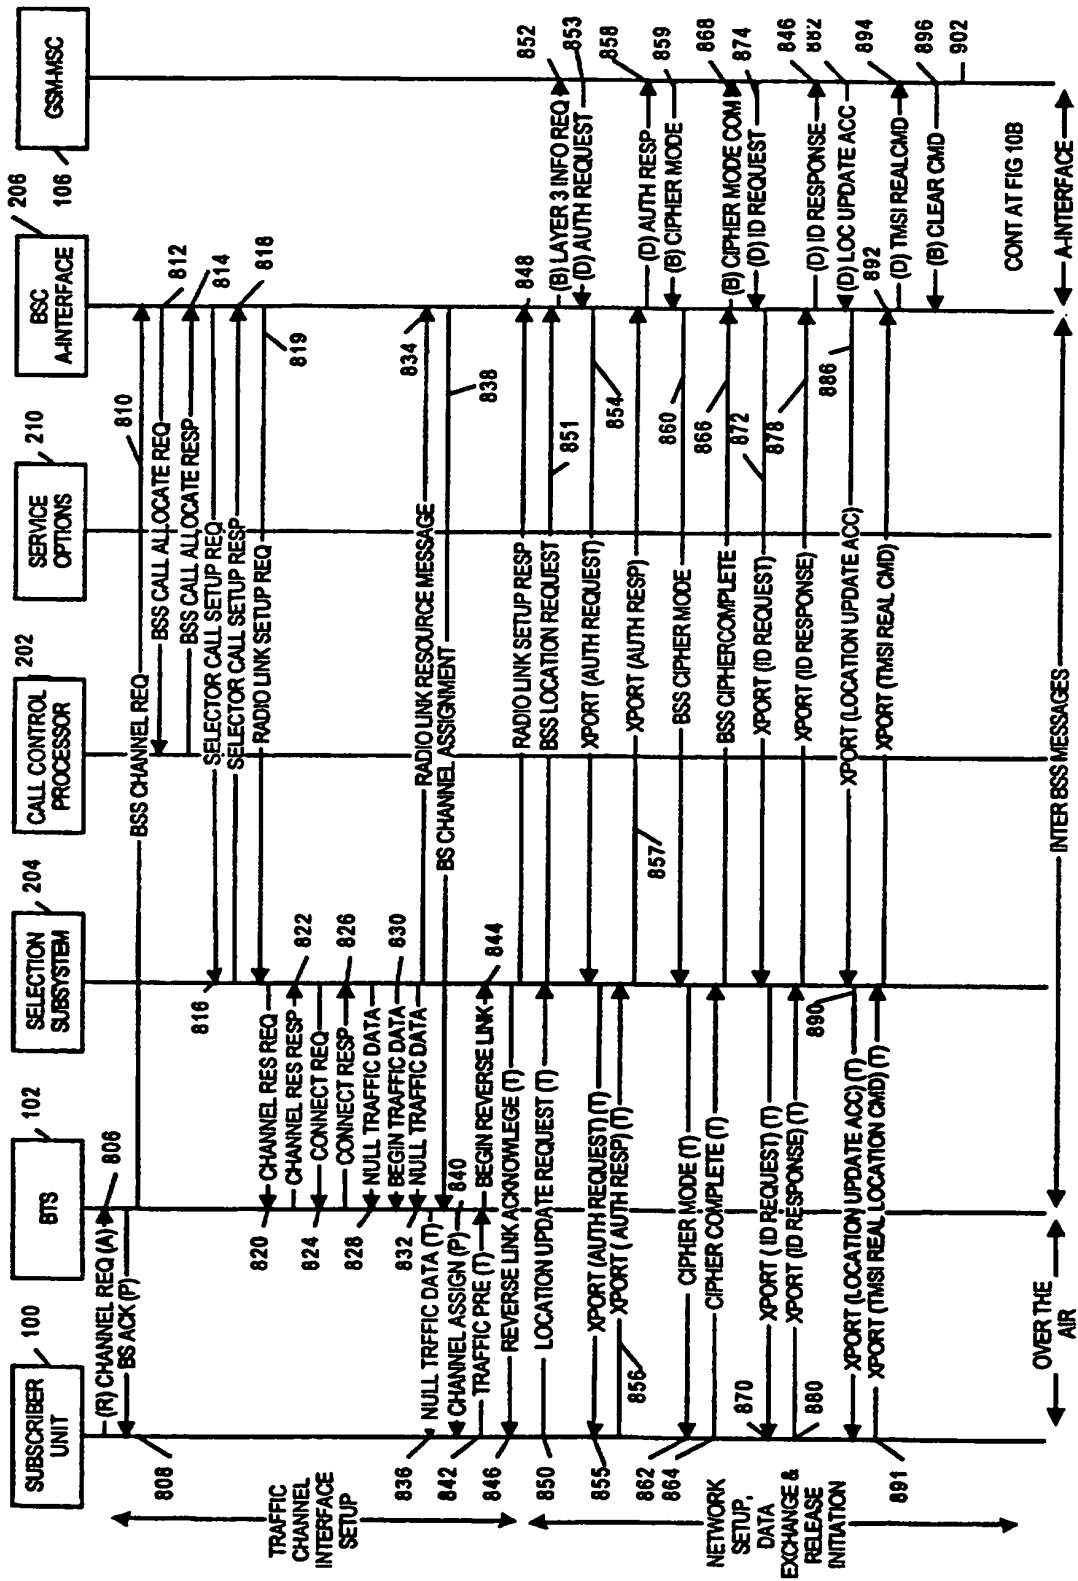 SUBSCRIBER
UNIT
100
BTS
102
SELECTION
SUBSYSTEM
204
CALL CONTROL
PROCESSOR
202
SERVICE
OPTIONS
210
BSC
A-INTERFACE
206
GSM-MSC
106
TRAFFIC
CHANNEL
INTERFACE
SETUP
(R) CHANNEL REQ (A)
806
BS ACK (P)
808
BSS CHANNEL REQ
810
BSS CALL ALLOCATE REQ
812
BSS CALL ALLOCATE RESP
814
SELECTOR CALL SETUP REQ
816
SELECTOR CALL SETUP RESP
818
RADIO LINK SETUP REQ
819
CHANNEL RES REQ
820
CHANNEL RES RESP
822
CONNECT REQ
824
CONNECT RESP
826
NULL TRAFFIC DATA
828
BEGIN TRAFFIC DATA
830
NULL TRAFFIC DATA
832
RADIO LINK RESOURCE MESSAGE
834
NULL TRFFIC DATA (T)
836
BS CHANNEL ASSIGNMENT
838
CHANNEL ASSIGN (P)
840
TRAFFIC PRE (T)
842
BEGIN REVERSE LINK
844
REVERSE LINK ACKNOWLEGE (T)
846
RADIO LINK SETUP RESP
848
NETWORK
SETUP,
DATA
EXCHANGE &
RELEASE
INITIATION
LOCATION UPDATE REQUEST (T)
850
BSS LOCATION REQUEST
851
(B) LAYER 3 INFO REQ
852
(D) AUTH REQUEST
853
XPORT (AUTH REQUEST)
854
XPORT (AUTH REQUEST) (T)
855
XPORT ( AUTH RESP) (T)
856
XPORT (AUTH RESP)
857
(D) AUTH RESP
858
(B) CIPHER MODE
859
BSS CIPHER MODE
860
CIPHER MODE (T)
862
CIPHER COMPLETE (T)
864
BSS CIPHERCOMPLETE
866
(B) CIPHER MODE COM
868
(D) ID REQUEST
874
XPORT (ID REQUEST)
872
XPORT ( ID REQUEST) (T)
870
XPORT (ID RESPONSE) (T)
880
XPORT (ID RESPONSE)
878
(D) ID RESPONSE
846
(D) LOC UPDATE ACC
882
XPORT (LOCATION UPDATE ACC)
886
XPORT (LOCATION UPDATE ACC) (T)
890
XPORT (TMSI REAL LOCATION CMD) (T)
891
XPORT (TMSI REAL CMD)
892
(D) TMSI REALCMD
894
(B) CLEAR CMD
896
902
CONT AT FIG 10B
OVER THE
AIR
INTER BSS MESSAGES
A-INTERFACE